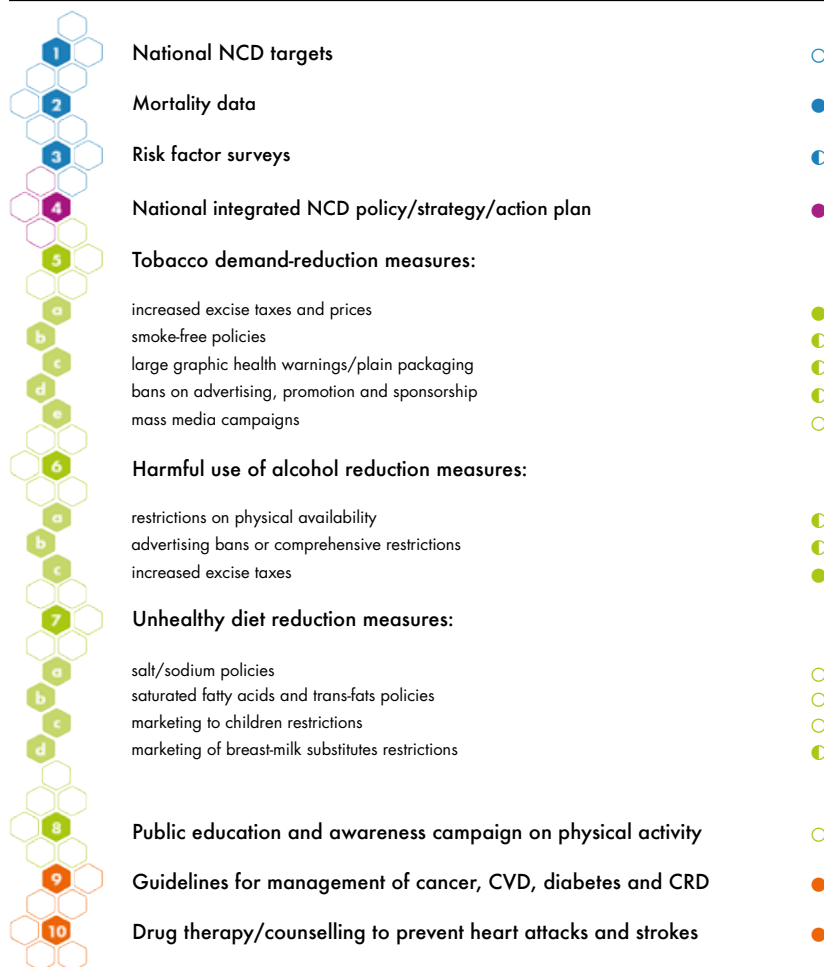 1 National NCD targets ○
2 Mortality data ●
3 Risk factor surveys ◐
4 National integrated NCD policy/strategy/action plan ●
5 Tobacco demand-reduction measures:
a increased excise taxes and prices ●
b smoke-free policies ◐
c large graphic health warnings/plain packaging ◐
d bans on advertising, promotion and sponsorship ◐
e mass media campaigns ○
6 Harmful use of alcohol reduction measures:
a restrictions on physical availability ◐
b advertising bans or comprehensive restrictions ◐
c increased excise taxes ●
7 Unhealthy diet reduction measures:
a salt/sodium policies ○
b saturated fatty acids and trans-fats policies ○
c marketing to children restrictions ○
d marketing of breast-milk substitutes restrictions ◐
8 Public education and awareness campaign on physical activity ○
9 Guidelines for management of cancer, CVD, diabetes and CRD ●
10 Drug therapy/counselling to prevent heart attacks and strokes ●